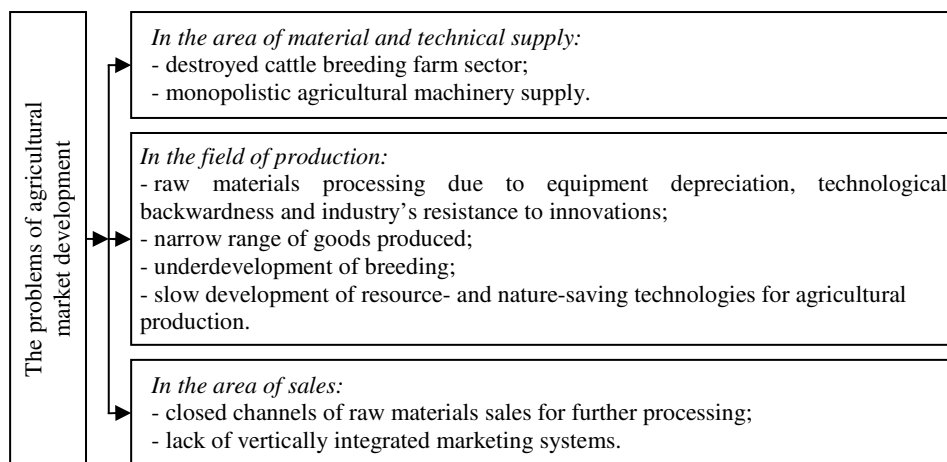 The problems of agricultural
market development
In the area of material and technical supply:
- destroyed cattle breeding farm sector;
- monopolistic agricultural machinery supply.
In the field of production:
- raw materials processing due to equipment depreciation, technological
backwardness and industry’s resistance to innovations;
- narrow range of goods produced;
- underdevelopment of breeding;
- slow development of resource- and nature-saving technologies for agricultural
production.
In the area of sales:
- closed channels of raw materials sales for further processing;
- lack of vertically integrated marketing systems.